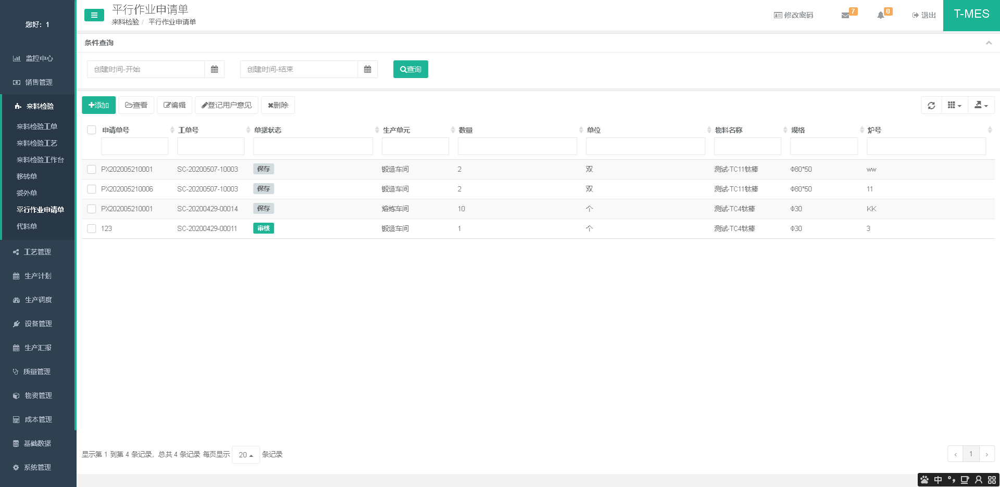 您好：1
监控中心
销售管理
来料检验
来料检验工单
来料检验工艺
来料检验工作台
移转单
委外单
平行作业申请单
代料单
工艺管理
生产计划
生产调度
设备管理
生产汇报
质量管理
物资管理
成本管理
基础数据
系统管理
平行作业申请单
来料检验 / 平行作业申请单
修改密码 7 0 退出 T-MES
条件查询
创建时间-开始 创建时间-结束 查询
添加 查看 编辑 登记用户意见 删除
申请单号 工单号 单据状态 生产单元 数量 单位 物料名称 规格 炉号
PX202005210001 SC-20200507-10003 保存 锻造车间 2 双 测试-TC11钛棒 Φ80*50 ww
PX202005210006 SC-20200507-10003 保存 锻造车间 2 双 测试-TC11钛棒 Φ80*50 11
PX202005210001 SC-20200429-00014 保存 熔炼车间 10 个 测试-TC4钛棒 Φ30 KK
123 SC-20200429-00011 审核 锻造车间 1 个 测试-TC4钛棒 Φ30 3
显示第 1 到第 4 条记录，总共 4 条记录 每页显示 20 条记录
‹ 1 ›
中 °，